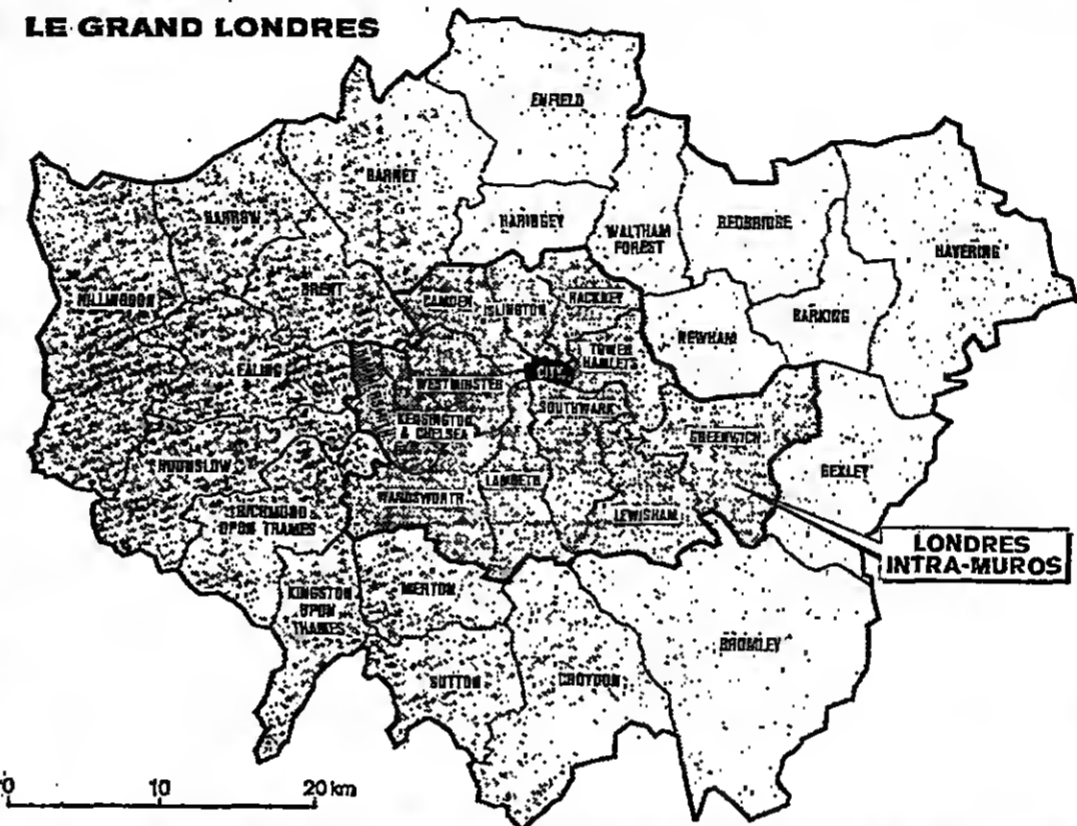 LE GRAND LONDRES
ENFIELD
BARNET
HARROW
HARINGEY
WALTHAM
FOREST
REDBRIDGE
HAVERING
HILLINGDON
BRENT
CAMDEN
ISLINGTON
HACKNEY
NEWHAM
BARKING
EALING
TOWER
HAMLETS
CITY
WESTMINSTER
SOUTHWARK
KENSINGTON
& CHELSEA
GREENWICH
BEXLEY
HOUNSLOW
LAMBETH
WANDSWORTH
LEWISHAM
RICHMOND
UPON THAMES
LONDRES
INTRA-MUROS
KINGSTON
UPON
THAMES
MERTON
BROMLEY
SUTTON
CROYDON
0 10 20 km